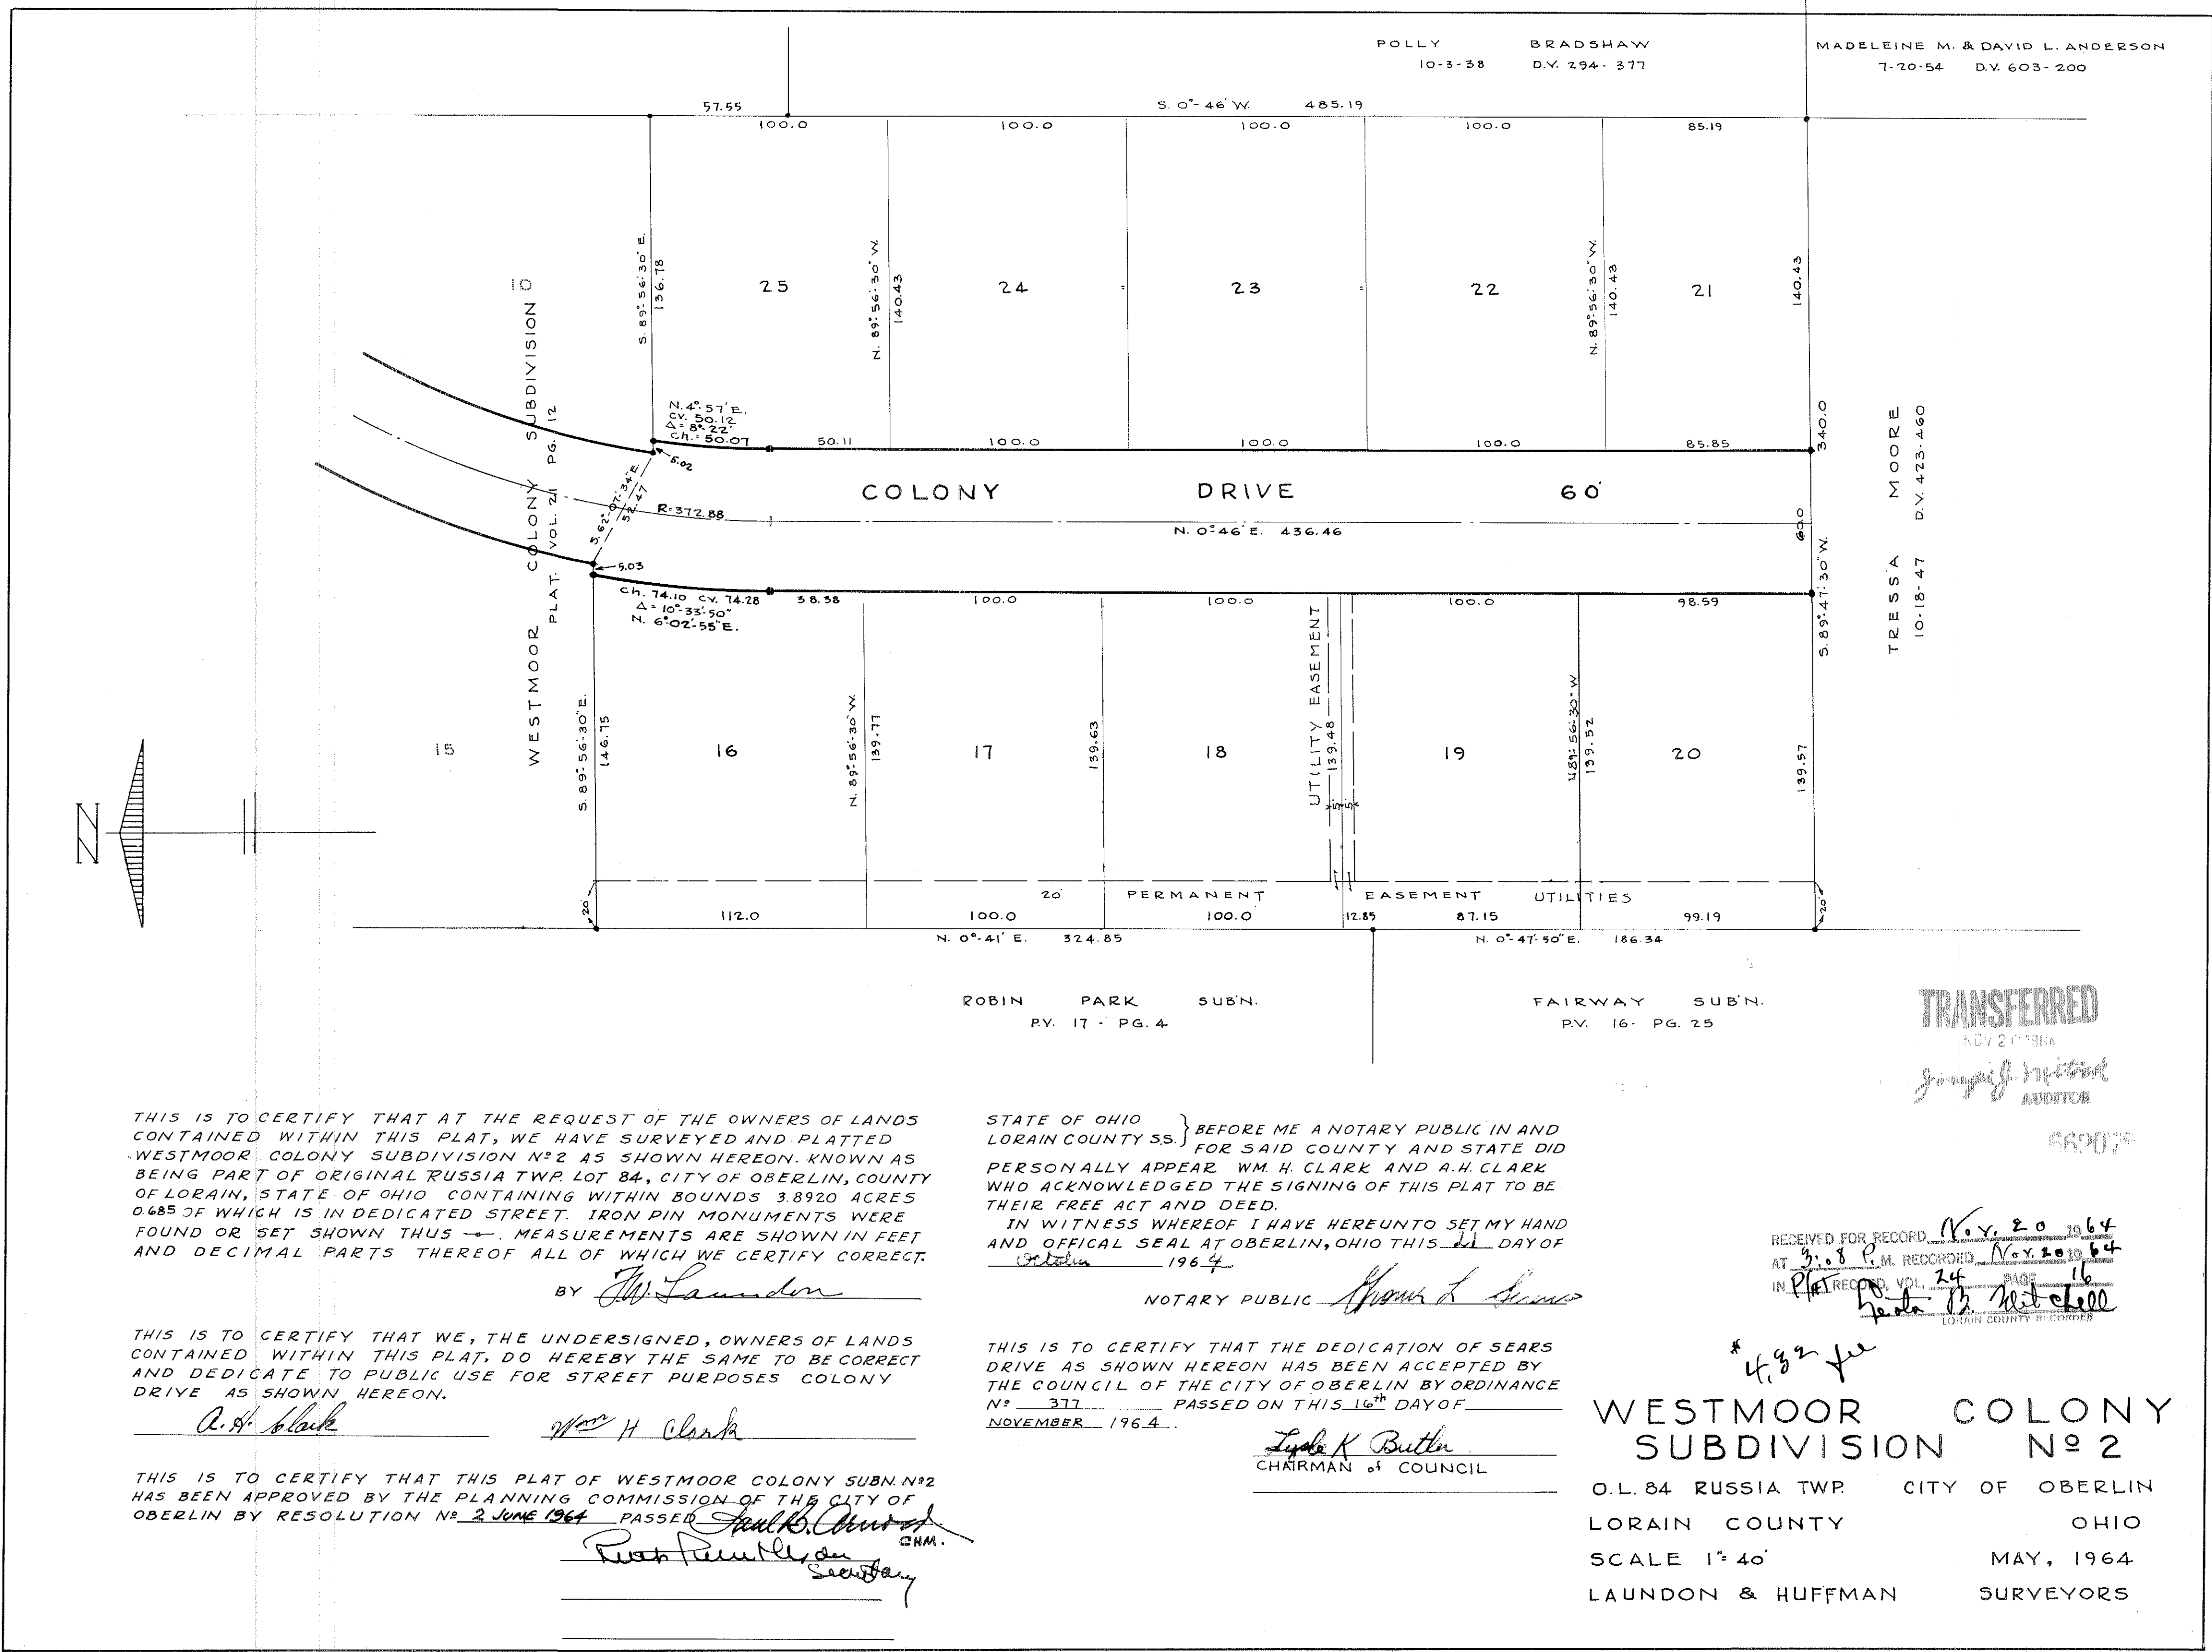 POLLY BRADSHAW
10-3-38 D.V. 294-377
MADELEINE M. & DAVID L. ANDERSON
7-20-54 D.V. 603-200
57.55
S. 0°-46' W. 485.19
100.0 100.0 100.0 100.0 85.19
S. 89°-56'-30" E.
136.78
25
N. 89°-56'-30" W.
140.43
24
23
22
N. 89°-56'-30" W.
140.43
21
140.43
WESTMOOR COLONY SUBDIVISION
PLAT. VOL. 21 PG. 12
N. 4°-57' E.
CV. 50.12
Δ = 8°-22'
Ch. = 50.07
50.11 100.0 100.0 100.0 85.85
340.0
5.02
S. 62°-07'-34" E.
52.47
R=372.88
COLONY DRIVE 60'
N. 0°-46' E. 436.46
60.0
TRESSA MOORE
10-18-47 D.V. 423-460
S. 89°-47'-30" W.
5.03
Ch. 74.10 CV. 74.28
Δ = 10°-33'-50"
N. 6°-02'-55" E.
38.38 100.0 100.0 100.0 98.59
15
S. 89°-56'-30" E.
146.75
16
N. 89°-56'-30" W.
139.77
17
139.63
18
UTILITY EASEMENT
139.48
5' 5'
19
N 89°-56'-30" W
139.52
20
139.57
N
20' 20' PERMANENT EASEMENT UTILITIES 20'
112.0 100.0 100.0 12.85 87.15 99.19
N. 0°-41' E. 324.85
N. 0°-47'-50" E. 186.34
ROBIN PARK SUB'N.
P.V. 17 - PG. 4
FAIRWAY SUB'N.
P.V. 16- PG. 25
TRANSFERRED
AUDITOR
THIS IS TO CERTIFY THAT AT THE REQUEST OF THE OWNERS OF LANDS
CONTAINED WITHIN THIS PLAT, WE HAVE SURVEYED AND PLATTED
WESTMOOR COLONY SUBDIVISION Nº 2 AS SHOWN HEREON. KNOWN AS
BEING PART OF ORIGINAL RUSSIA TWP. LOT 84, CITY OF OBERLIN, COUNTY
OF LORAIN, STATE OF OHIO CONTAINING WITHIN BOUNDS 3.8920 ACRES
0.685 OF WHICH IS IN DEDICATED STREET. IRON PIN MONUMENTS WERE
FOUND OR SET SHOWN THUS —•—. MEASUREMENTS ARE SHOWN IN FEET
AND DECIMAL PARTS THEREOF ALL OF WHICH WE CERTIFY CORRECT.
BY
THIS IS TO CERTIFY THAT WE, THE UNDERSIGNED, OWNERS OF LANDS
CONTAINED WITHIN THIS PLAT, DO HEREBY THE SAME TO BE CORRECT
AND DEDICATE TO PUBLIC USE FOR STREET PURPOSES COLONY
DRIVE AS SHOWN HEREON.
A. H. Clark Wm H Clark
THIS IS TO CERTIFY THAT THIS PLAT OF WESTMOOR COLONY SUBN. Nº 2
HAS BEEN APPROVED BY THE PLANNING COMMISSION OF THE CITY OF
OBERLIN BY RESOLUTION Nº 2 JUNE 1964 PASSED
CHM.
Secretary
STATE OF OHIO
LORAIN COUNTY S.S. } BEFORE ME A NOTARY PUBLIC IN AND
FOR SAID COUNTY AND STATE DID
PERSONALLY APPEAR WM. H. CLARK AND A.H. CLARK
WHO ACKNOWLEDGED THE SIGNING OF THIS PLAT TO BE
THEIR FREE ACT AND DEED.
IN WITNESS WHEREOF I HAVE HEREUNTO SET MY HAND
AND OFFICAL SEAL AT OBERLIN, OHIO THIS 21 DAY OF
October 1964
NOTARY PUBLIC
THIS IS TO CERTIFY THAT THE DEDICATION OF SEARS
DRIVE AS SHOWN HEREON HAS BEEN ACCEPTED BY
THE COUNCIL OF THE CITY OF OBERLIN BY ORDINANCE
Nº 377 PASSED ON THIS 16th DAY OF
NOVEMBER 1964.
Lysle K Butler
CHAIRMAN of COUNCIL
RECEIVED FOR RECORD Nov. 20 1964
AT 3:08 P. M. RECORDED Nov. 20 1964
IN Plat RECORD, VOL. 24 PAGE 16
B. Mitchell
LORAIN COUNTY RECORDER
$4.32 fee
WESTMOOR COLONY
SUBDIVISION Nº 2
O.L. 84 RUSSIA TWP. CITY OF OBERLIN
LORAIN COUNTY OHIO
SCALE 1"= 40' MAY, 1964
LAUNDON & HUFFMAN SURVEYORS